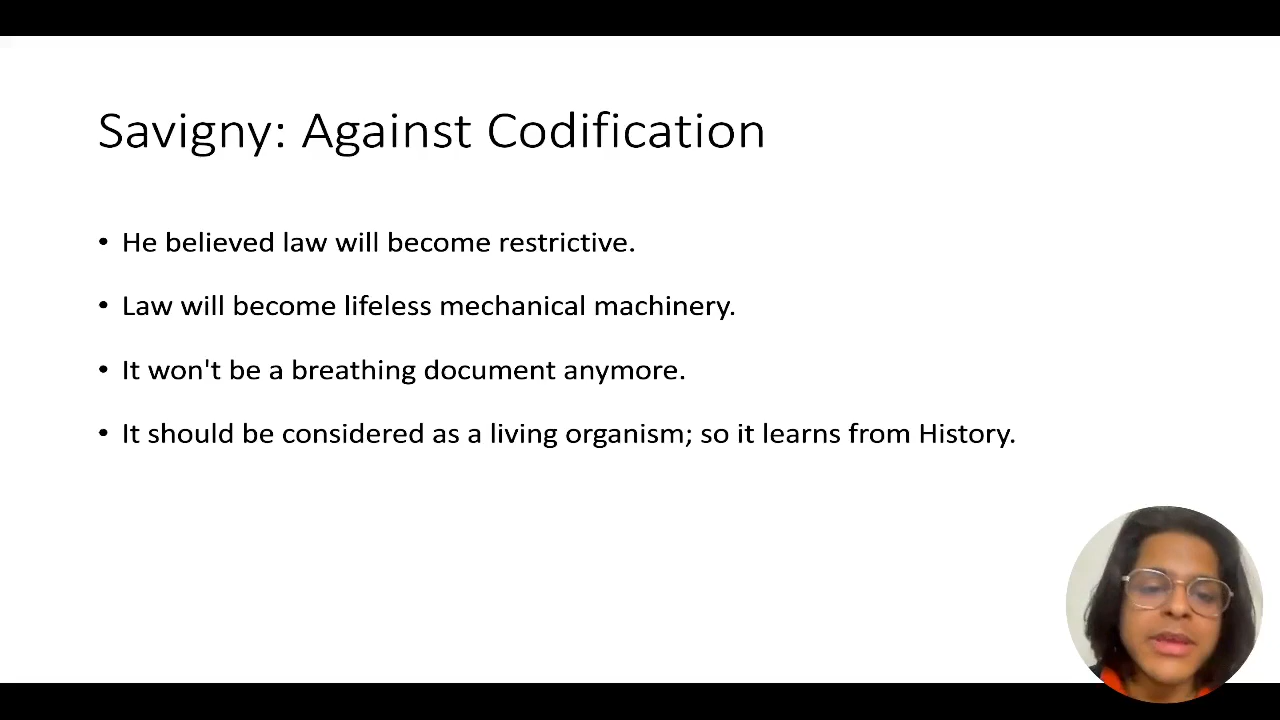 Savigny: Against Codification
• He believed law will become restrictive.
• Law will become lifeless mechanical machinery.
• It won't be a breathing document anymore.
• It should be considered as a living organism; so it learns from History.